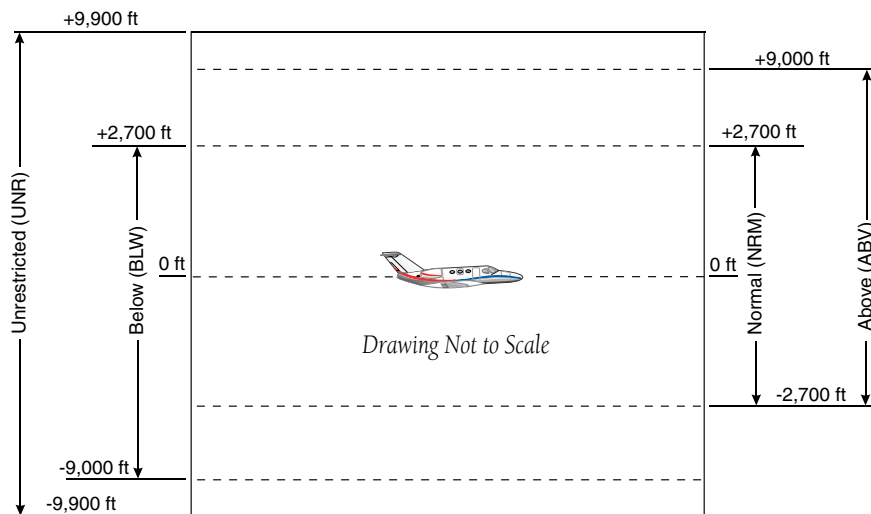 +9,900 ft
+9,000 ft
+2,700 ft
+2,700 ft
Unrestricted (UNR)
Below (BLW)
0 ft
0 ft
Normal (NRM)
Above (ABV)
Drawing Not to Scale
-2,700 ft
-9,000 ft
-9,900 ft